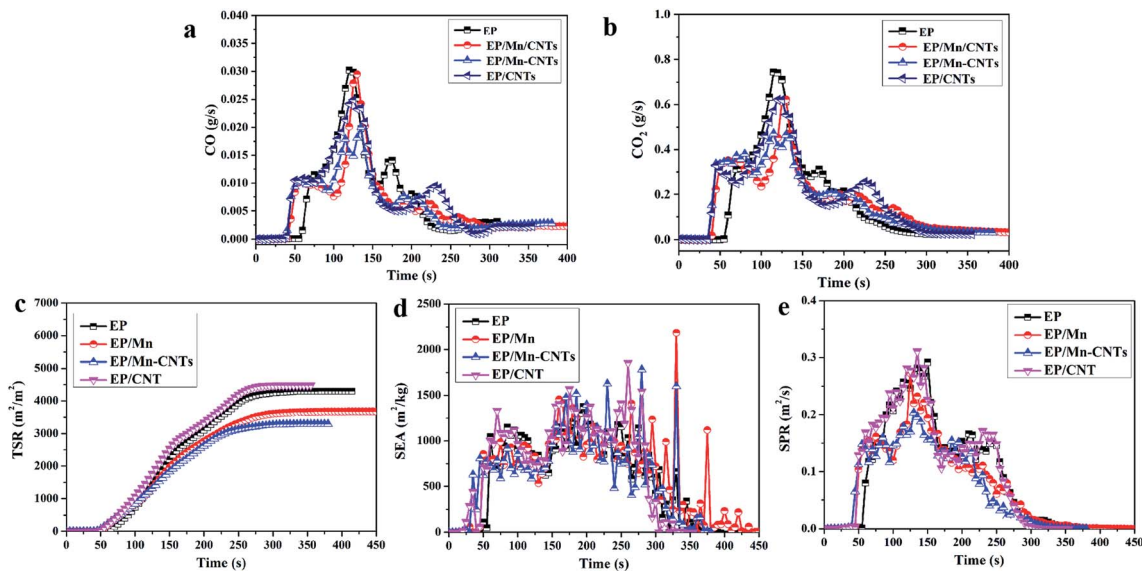 a
0.040
0.035
0.030
0.025
0.020
0.015
0.010
0.005
0.000
CO (g/s)
EP
EP/Mn/CNTs
EP/Mn-CNTs
EP/CNTs
0 50 100 150 200 250 300 350 400
Time (s)
b
1.0
0.8
0.6
0.4
0.2
0.0
CO₂ (g/s)
EP
EP/Mn/CNTs
EP/Mn-CNTs
EP/CNTs
0 50 100 150 200 250 300 350 400
Time (s)
c
7000
6000
5000
4000
3000
2000
1000
0
TSR (m²/m²)
EP
EP/Mn
EP/Mn-CNTs
EP/CNT
0 50 100 150 200 250 300 350 400 450
Time (s)
d
2500
2000
1500
1000
500
0
SEA (m²/kg)
EP
EP/Mn
EP/Mn-CNTs
EP/CNT
0 50 100 150 200 250 300 350 400 450
Time (s)
e
0.4
0.3
0.2
0.1
0.0
SPR (m²/s)
EP
EP/Mn
EP/Mn-CNTs
EP/CNT
0 50 100 150 200 250 300 350 400 450
Time (s)